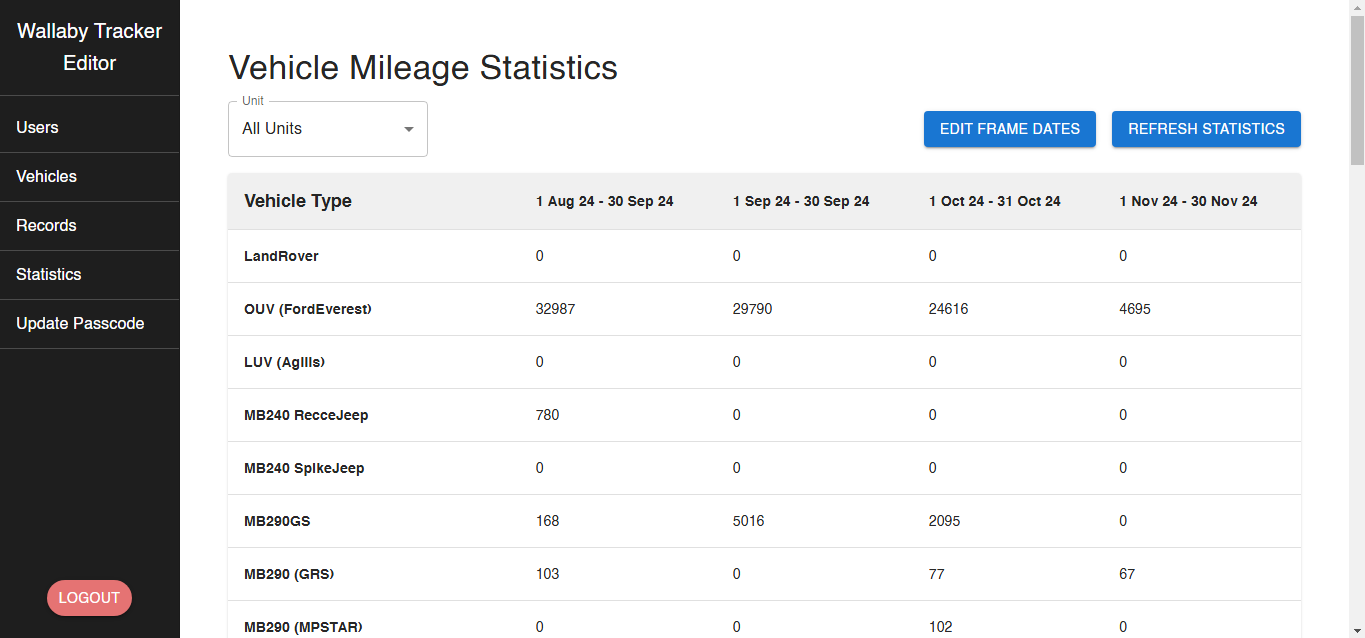 Wallaby Tracker
Editor
Users
Vehicles
Records
Statistics
Update Passcode
LOGOUT
Vehicle Mileage Statistics
Unit
All Units
EDIT FRAME DATES REFRESH STATISTICS
Vehicle Type 1 Aug 24 - 30 Sep 24 1 Sep 24 - 30 Sep 24 1 Oct 24 - 31 Oct 24 1 Nov 24 - 30 Nov 24
LandRover 0 0 0 0
OUV (FordEverest) 32987 29790 24616 4695
LUV (Agilis) 0 0 0 0
MB240 RecceJeep 780 0 0 0
MB240 SpikeJeep 0 0 0 0
MB290GS 168 5016 2095 0
MB290 (GRS) 103 0 77 67
MB290 (MPSTAR) 0 0 102 0